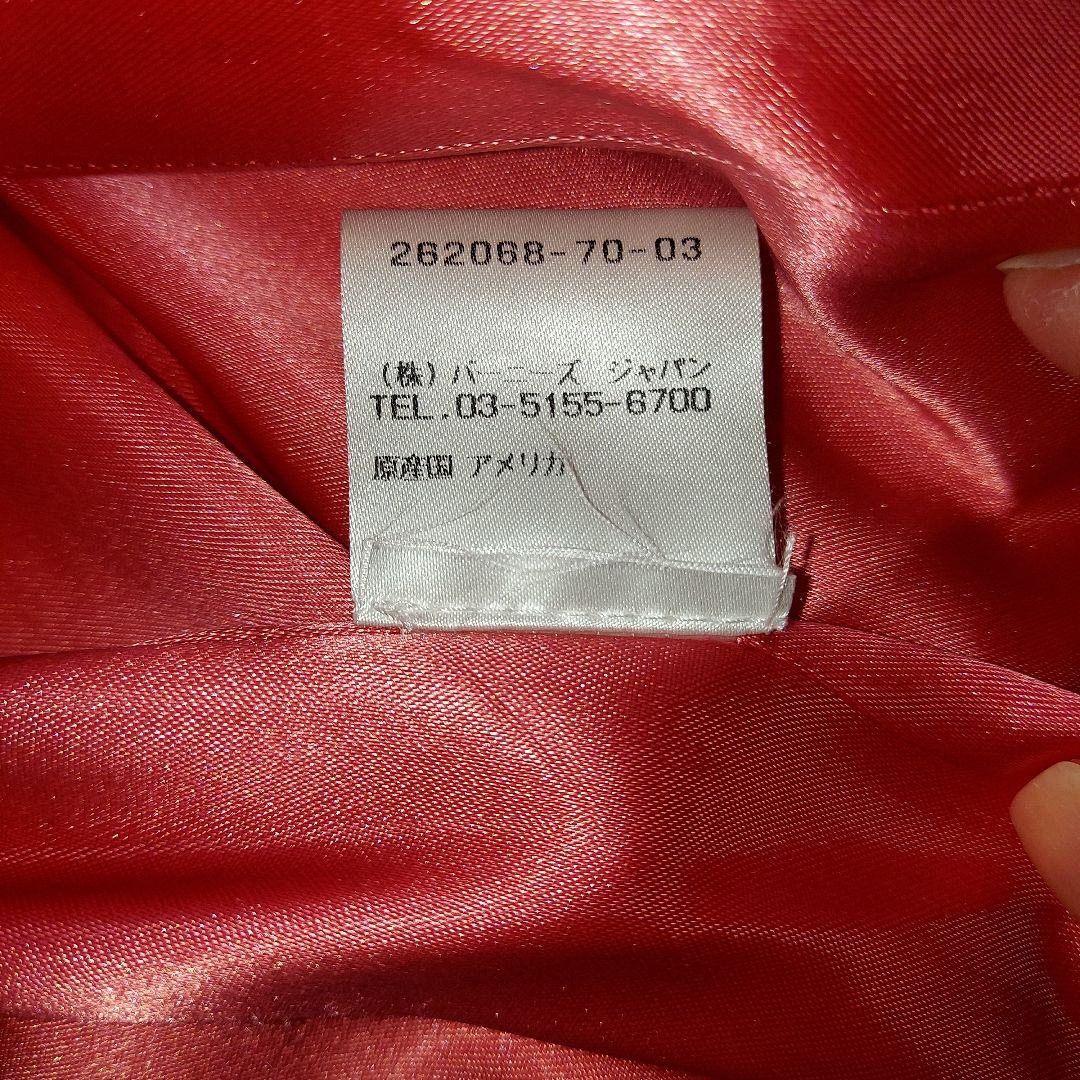 262068-70-03
(株) バーニーズ ジャパン
TEL.03-5155-6700
原産国 アメリカ